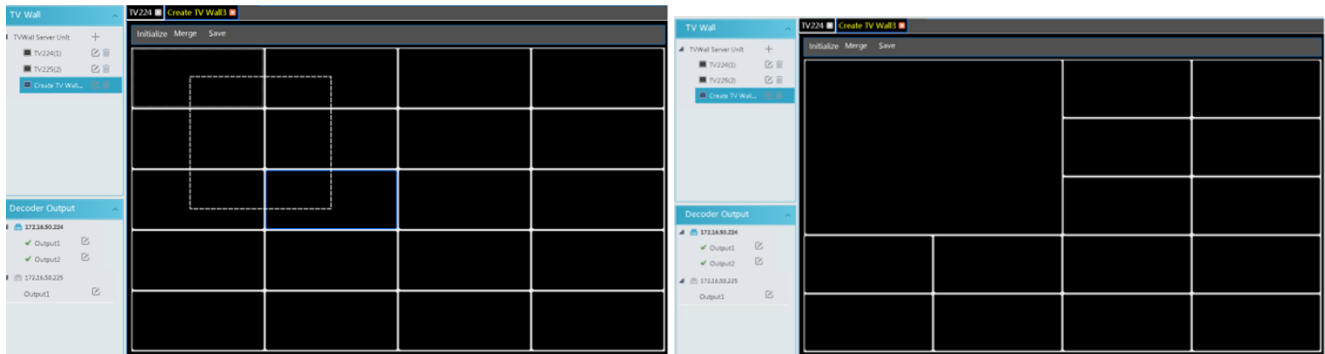 TV Wall
TV224 Create TV Wall3
Initialize Merge Save
TVWall Server Unit
TV224(1)
TV225(2)
Create TV Wal...
Decoder Output
172.16.50.224
Output1
Output2
172.16.50.225
Output1
TV Wall
TV224 Create TV Wall3
Initialize Merge Save
TVWall Server Unit
TV224(1)
TV225(2)
Create TV Wal...
Decoder Output
172.16.50.224
Output1
Output2
172.16.50.225
Output1